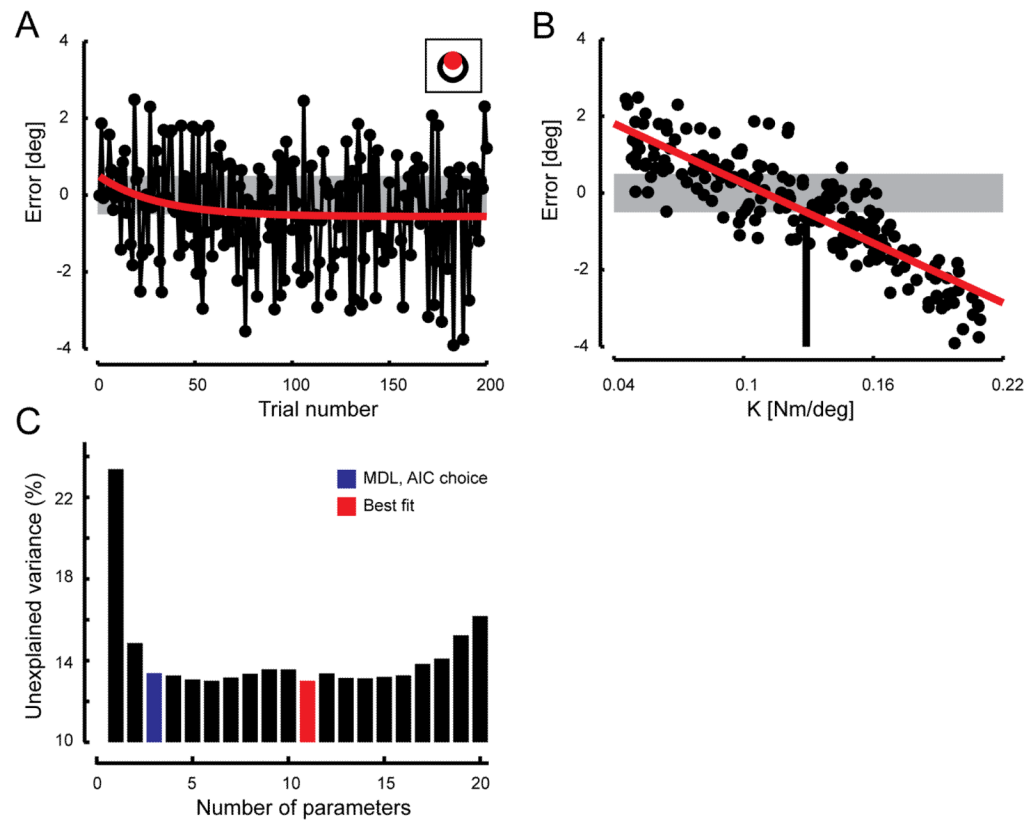 A
4
2
0
-2
-4
Error [deg]
0
50
100
150
200
Trial number
B
4
2
0
-2
-4
Error [deg]
0.04
0.1
0.16
0.22
K [Nm/deg]
C
22
18
14
10
Unexplained variance (%)
MDL, AIC choice
Best fit
0
5
10
15
20
Number of parameters